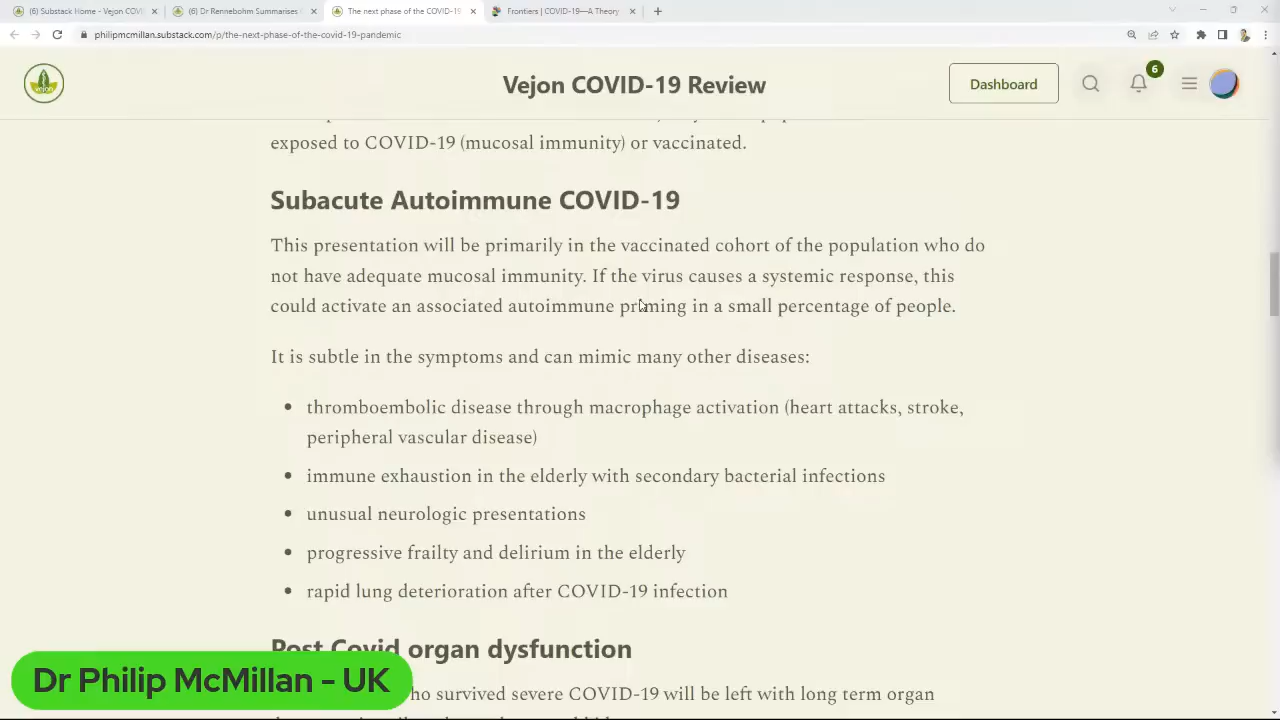 (6) Substack Home - Vejon COVI
(6) Dr Rennebohm Summarises
The next phase of the COVID-19
Frontiers | COVID-19—A Theory
philipmcmillan.substack.com/p/the-next-phase-of-the-covid-19-pandemic
vejon
Vejon COVID-19 Review
Dashboard
6
exposed to COVID-19 (mucosal immunity) or vaccinated.
Subacute Autoimmune COVID-19
This presentation will be primarily in the vaccinated cohort of the population who do
not have adequate mucosal immunity. If the virus causes a systemic response, this
could activate an associated autoimmune priming in a small percentage of people.
It is subtle in the symptoms and can mimic many other diseases:
thromboembolic disease through macrophage activation (heart attacks, stroke,
peripheral vascular disease)
immune exhaustion in the elderly with secondary bacterial infections
unusual neurologic presentations
progressive frailty and delirium in the elderly
rapid lung deterioration after COVID-19 infection
Post Covid organ dysfunction
Dr Philip McMillan - UK
ho survived severe COVID-19 will be left with long term organ